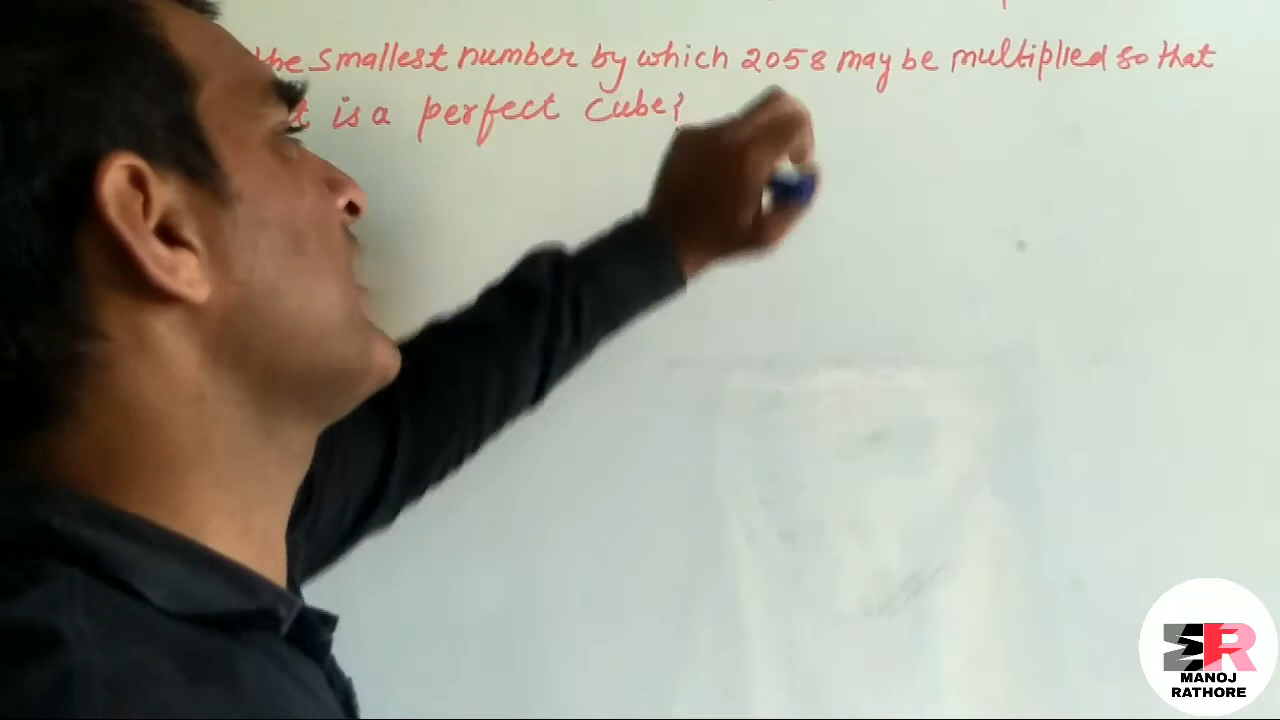 the smallest number by which 2058 may be multiplied so that
is a perfect cube?
MANOJ
RATHORE